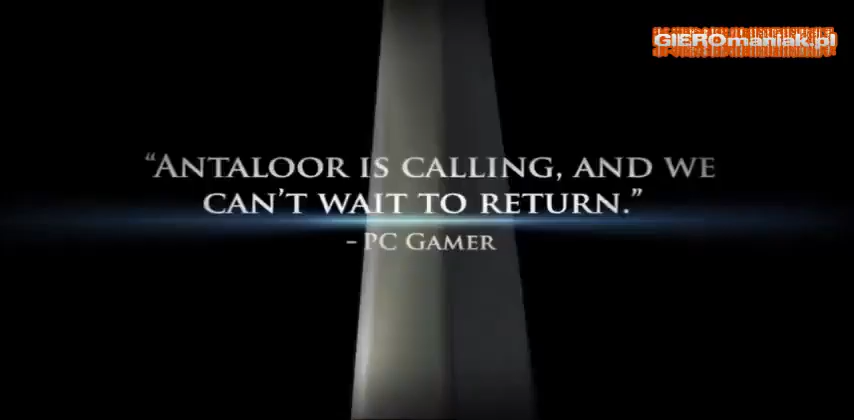 GIEROmaniak.pl
“ANTALOOR IS CALLING, AND WE
CAN’T WAIT TO RETURN.”
– PC GAMER